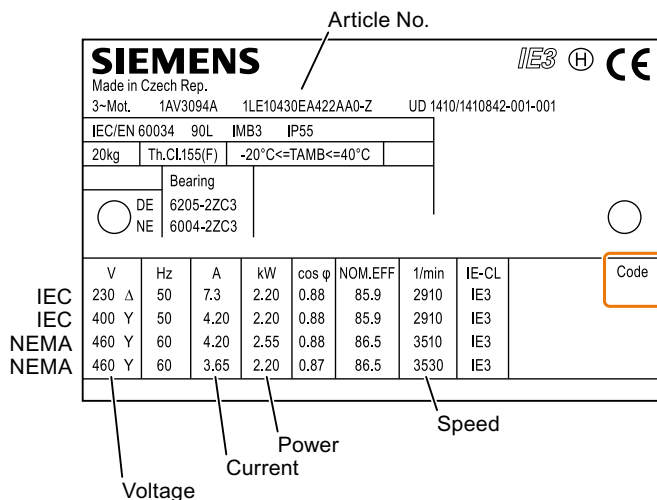 Article No.
SIEMENS IE3 H CE
Made in Czech Rep.
3~Mot. 1AV3094A 1LE10430EA422AA0-Z UD 1410/1410842-001-001
IEC/EN 60034 90L IMB3 IP55
20kg Th.Cl.155(F) -20°C<=TAMB<=40°C
Bearing
DE 6205-2ZC3
NE 6004-2ZC3
V Hz A kW cos φ NOM.EFF 1/min IE-CL Code
IEC 230 Δ 50 7.3 2.20 0.88 85.9 2910 IE3
IEC 400 Y 50 4.20 2.20 0.88 85.9 2910 IE3
NEMA 460 Y 60 4.20 2.55 0.88 86.5 3510 IE3
NEMA 460 Y 60 3.65 2.20 0.87 86.5 3530 IE3
Speed
Power
Current
Voltage